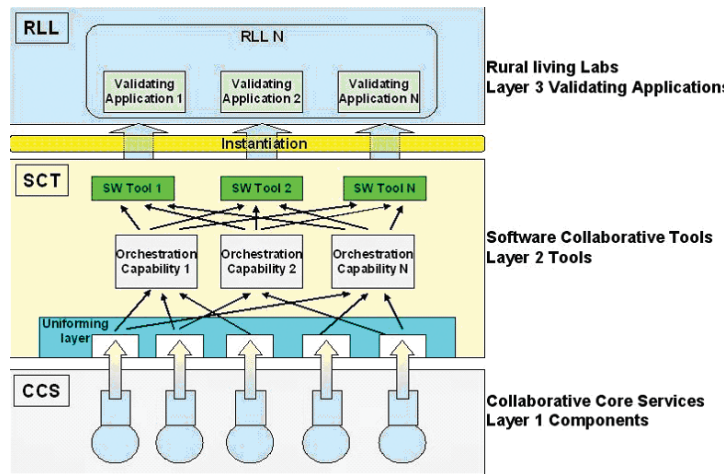 RLL
RLL N
Validating
Application 1
Validating
Application 2
Validating
Application N
Rural living Labs
Layer 3 Validating Applications
Instantiation
SCT
SW Tool 1
SW Tool 2
SW Tool N
Orchestration
Capability 1
Orchestration
Capability 2
Orchestration
Capability N
Software Collaborative Tools
Layer 2 Tools
Uniforming
layer
CCS
Collaborative Core Services
Layer 1 Components